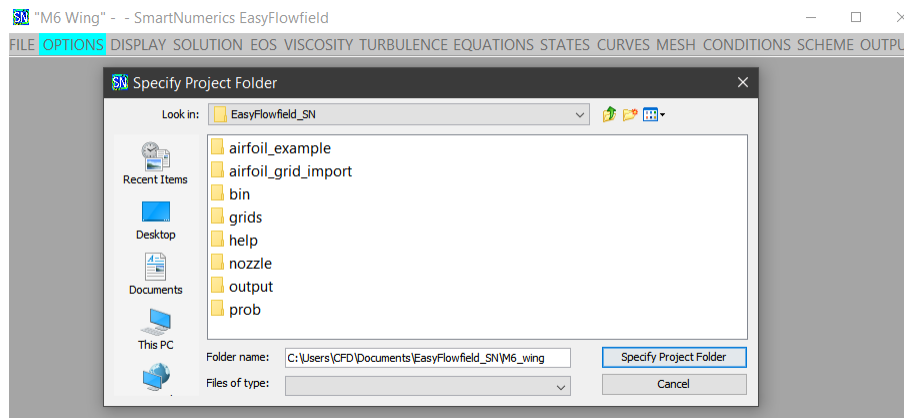 "M6 Wing" - - SmartNumerics EasyFlowfield
FILE OPTIONS DISPLAY SOLUTION EOS VISCOSITY TURBULENCE EQUATIONS STATES CURVES MESH CONDITIONS SCHEME OUTPU
SN Specify Project Folder
Look in: EasyFlowfield_SN
airfoil_example
airfoil_grid_import
bin
grids
help
nozzle
output
prob
Recent Items
Desktop
Documents
This PC
Folder name: C:\Users\CFD\Documents\EasyFlowfield_SN\M6_wing Specify Project Folder
Files of type: Cancel